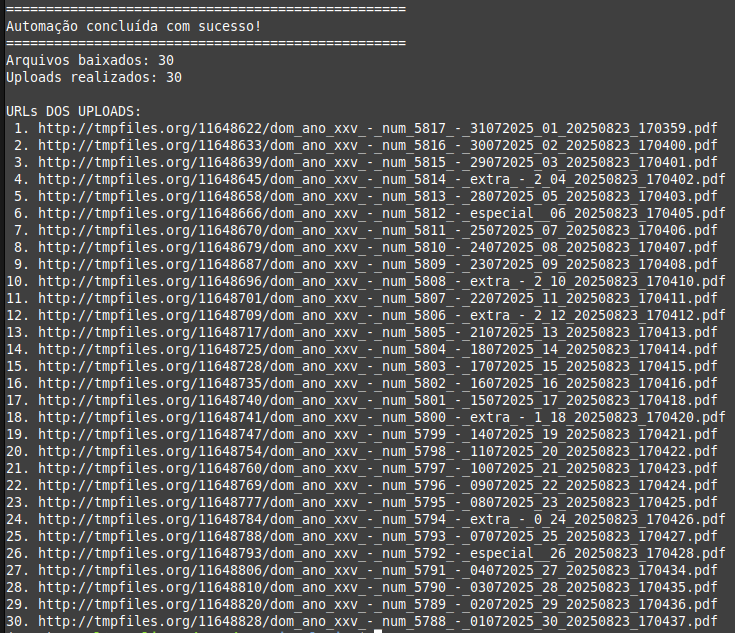 ==================================================
Automação concluída com sucesso!
==================================================
Arquivos baixados: 30
Uploads realizados: 30
URLs DOS UPLOADS:
1. http://tmpfiles.org/11648622/dom_ano_xxv_-_num_5817_-_31072025_01_20250823_170359.pdf
2. http://tmpfiles.org/11648633/dom_ano_xxv_-_num_5816_-_30072025_02_20250823_170400.pdf
3. http://tmpfiles.org/11648639/dom_ano_xxv_-_num_5815_-_29072025_03_20250823_170401.pdf
4. http://tmpfiles.org/11648645/dom_ano_xxv_-_num_5814_-_extra_-_2_04_20250823_170402.pdf
5. http://tmpfiles.org/11648658/dom_ano_xxv_-_num_5813_-_28072025_05_20250823_170403.pdf
6. http://tmpfiles.org/11648666/dom_ano_xxv_-_num_5812_-_especial__06_20250823_170405.pdf
7. http://tmpfiles.org/11648670/dom_ano_xxv_-_num_5811_-_25072025_07_20250823_170406.pdf
8. http://tmpfiles.org/11648679/dom_ano_xxv_-_num_5810_-_24072025_08_20250823_170407.pdf
9. http://tmpfiles.org/11648687/dom_ano_xxv_-_num_5809_-_23072025_09_20250823_170408.pdf
10. http://tmpfiles.org/11648696/dom_ano_xxv_-_num_5808_-_extra_-_2_10_20250823_170410.pdf
11. http://tmpfiles.org/11648701/dom_ano_xxv_-_num_5807_-_22072025_11_20250823_170411.pdf
12. http://tmpfiles.org/11648709/dom_ano_xxv_-_num_5806_-_extra_-_2_12_20250823_170412.pdf
13. http://tmpfiles.org/11648717/dom_ano_xxv_-_num_5805_-_21072025_13_20250823_170413.pdf
14. http://tmpfiles.org/11648725/dom_ano_xxv_-_num_5804_-_18072025_14_20250823_170414.pdf
15. http://tmpfiles.org/11648728/dom_ano_xxv_-_num_5803_-_17072025_15_20250823_170415.pdf
16. http://tmpfiles.org/11648735/dom_ano_xxv_-_num_5802_-_16072025_16_20250823_170416.pdf
17. http://tmpfiles.org/11648740/dom_ano_xxv_-_num_5801_-_15072025_17_20250823_170418.pdf
18. http://tmpfiles.org/11648741/dom_ano_xxv_-_num_5800_-_extra_-_1_18_20250823_170420.pdf
19. http://tmpfiles.org/11648747/dom_ano_xxv_-_num_5799_-_14072025_19_20250823_170421.pdf
20. http://tmpfiles.org/11648754/dom_ano_xxv_-_num_5798_-_11072025_20_20250823_170422.pdf
21. http://tmpfiles.org/11648760/dom_ano_xxv_-_num_5797_-_10072025_21_20250823_170423.pdf
22. http://tmpfiles.org/11648769/dom_ano_xxv_-_num_5796_-_09072025_22_20250823_170424.pdf
23. http://tmpfiles.org/11648777/dom_ano_xxv_-_num_5795_-_08072025_23_20250823_170425.pdf
24. http://tmpfiles.org/11648784/dom_ano_xxv_-_num_5794_-_extra_-_0_24_20250823_170426.pdf
25. http://tmpfiles.org/11648788/dom_ano_xxv_-_num_5793_-_07072025_25_20250823_170427.pdf
26. http://tmpfiles.org/11648793/dom_ano_xxv_-_num_5792_-_especial__26_20250823_170428.pdf
27. http://tmpfiles.org/11648806/dom_ano_xxv_-_num_5791_-_04072025_27_20250823_170434.pdf
28. http://tmpfiles.org/11648810/dom_ano_xxv_-_num_5790_-_03072025_28_20250823_170435.pdf
29. http://tmpfiles.org/11648820/dom_ano_xxv_-_num_5789_-_02072025_29_20250823_170436.pdf
30. http://tmpfiles.org/11648828/dom_ano_xxv_-_num_5788_-_01072025_30_20250823_170437.pdf